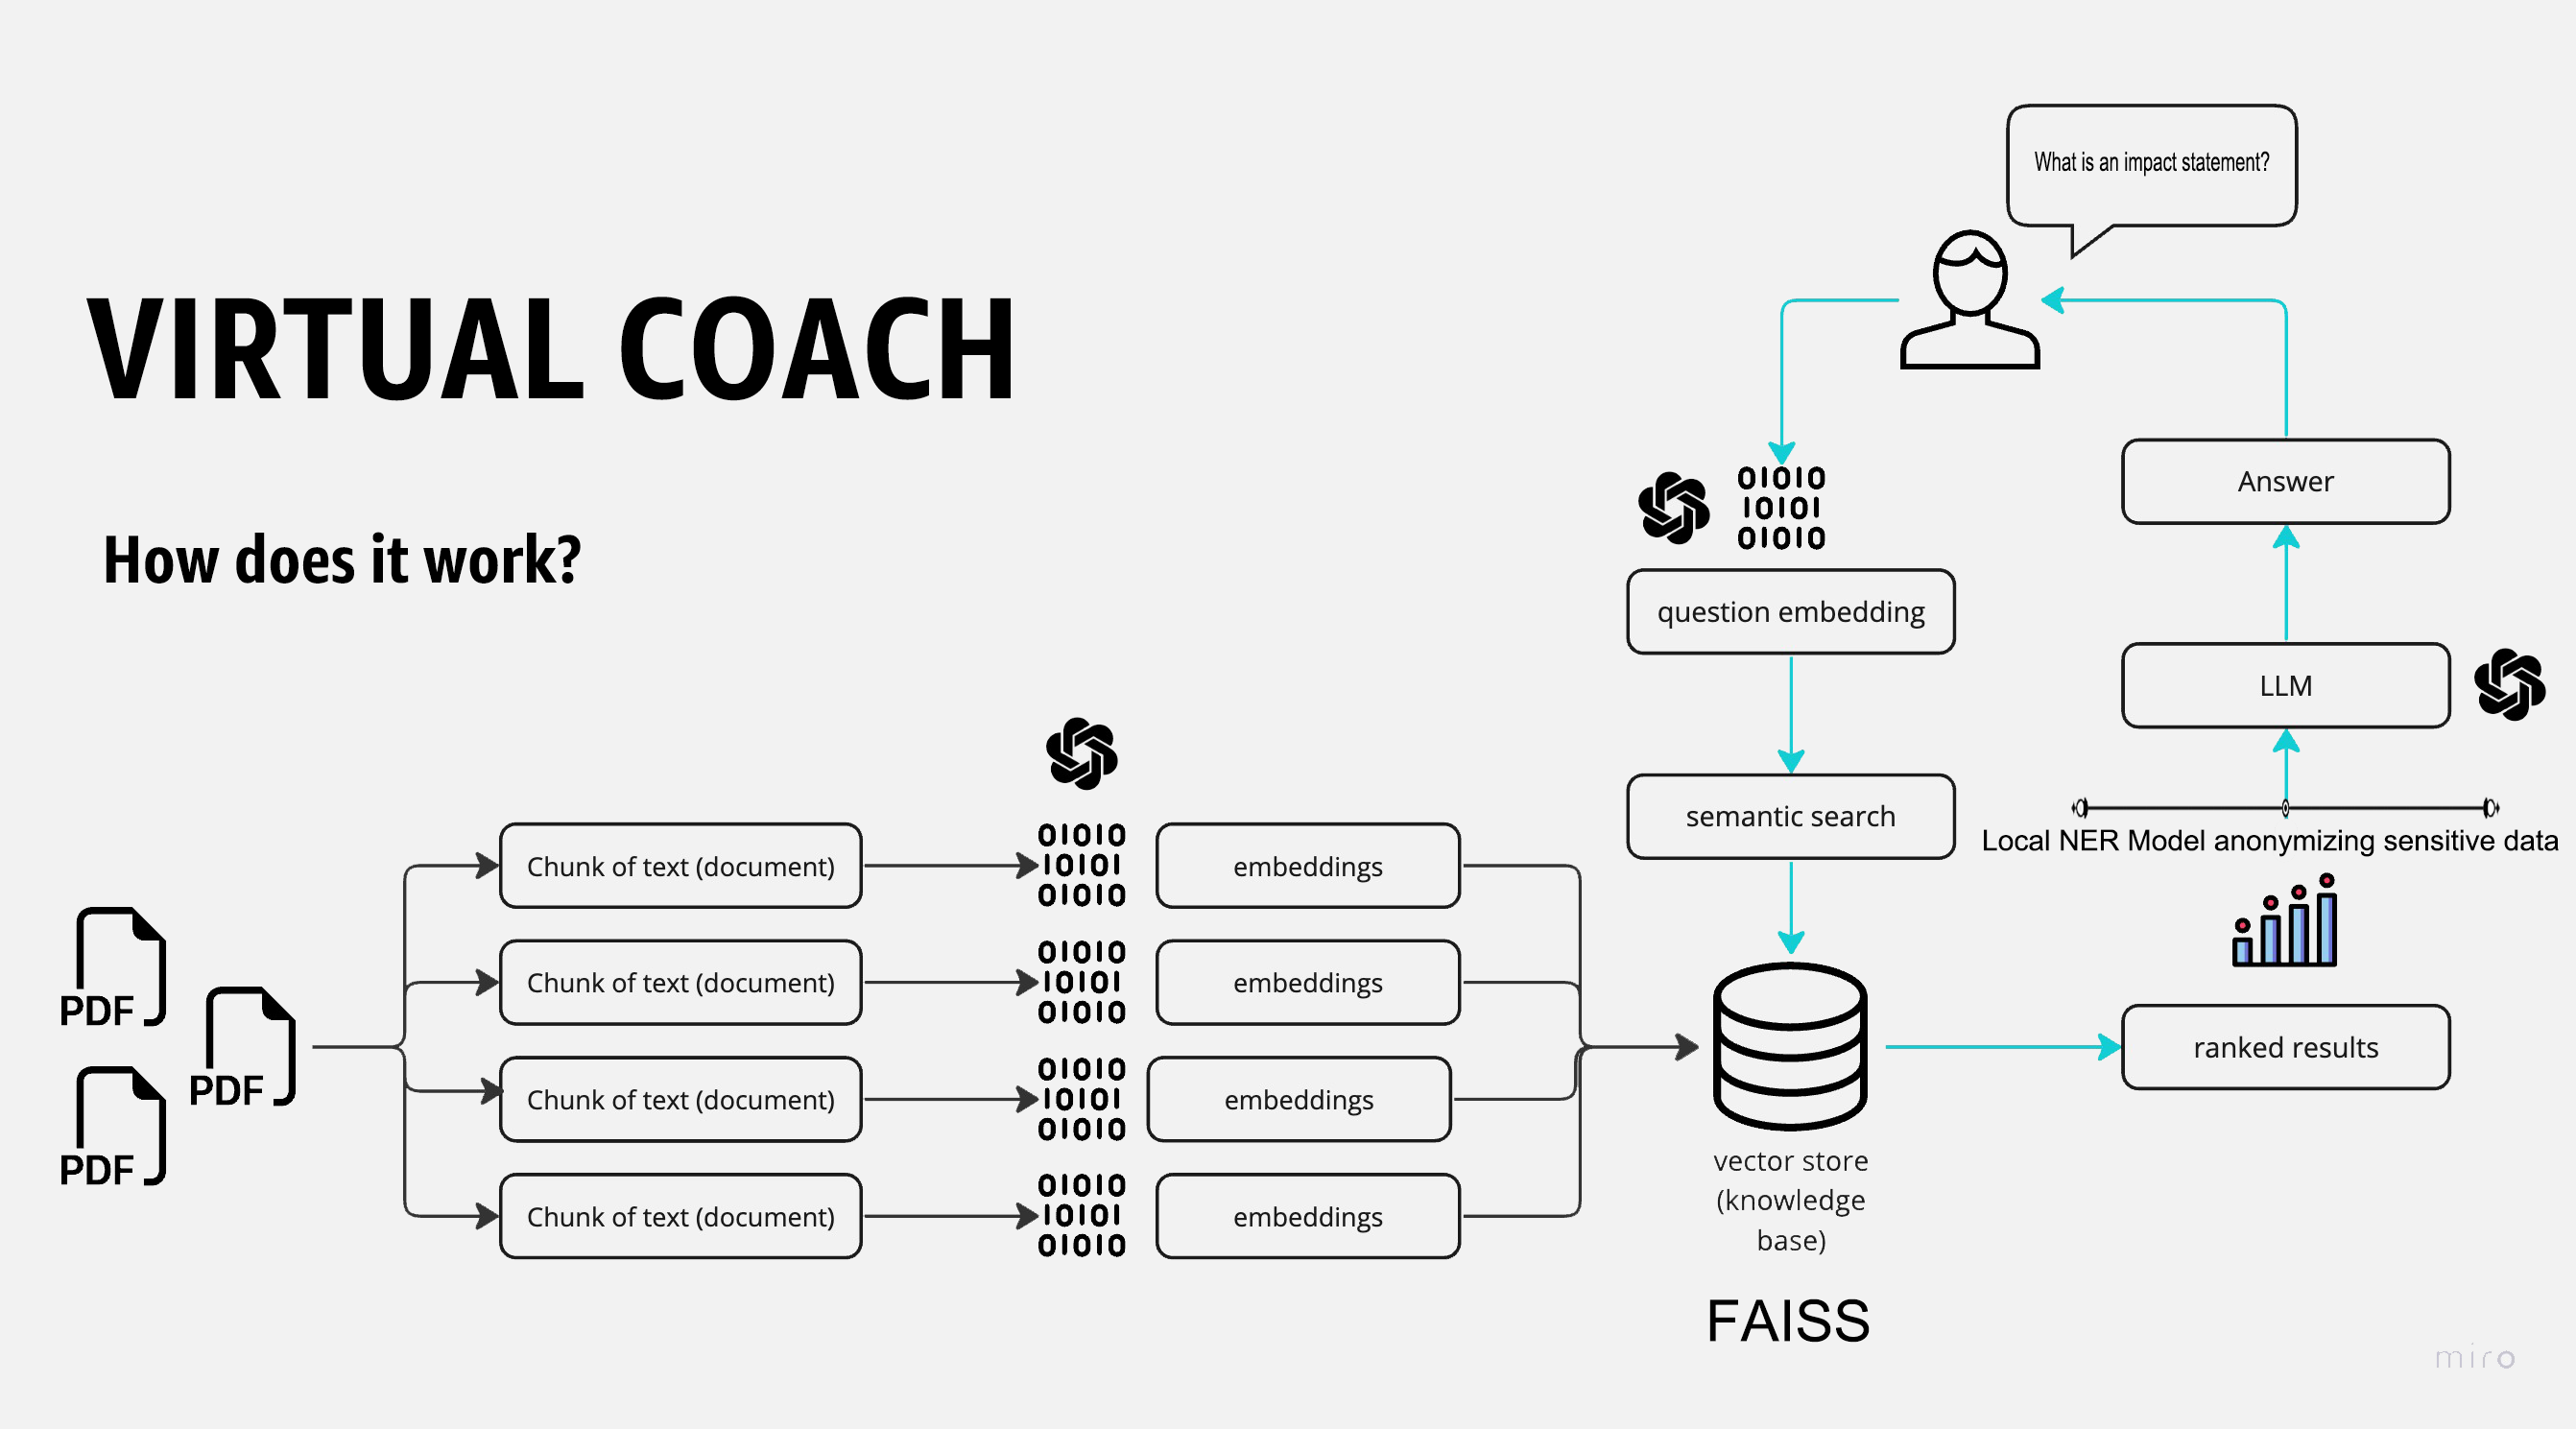 VIRTUAL COACH
How does it work?
What is an impact statement?
01010
10101
01010
question embedding
semantic search
Answer
LLM
Local NER Model anonymizing sensitive data
ranked results
PDF
PDF
PDF
Chunk of text (document)
01010
10101
01010
embeddings
Chunk of text (document)
01010
10101
01010
embeddings
Chunk of text (document)
01010
10101
01010
embeddings
Chunk of text (document)
01010
10101
01010
embeddings
vector store
(knowledge
base)
FAISS
miro